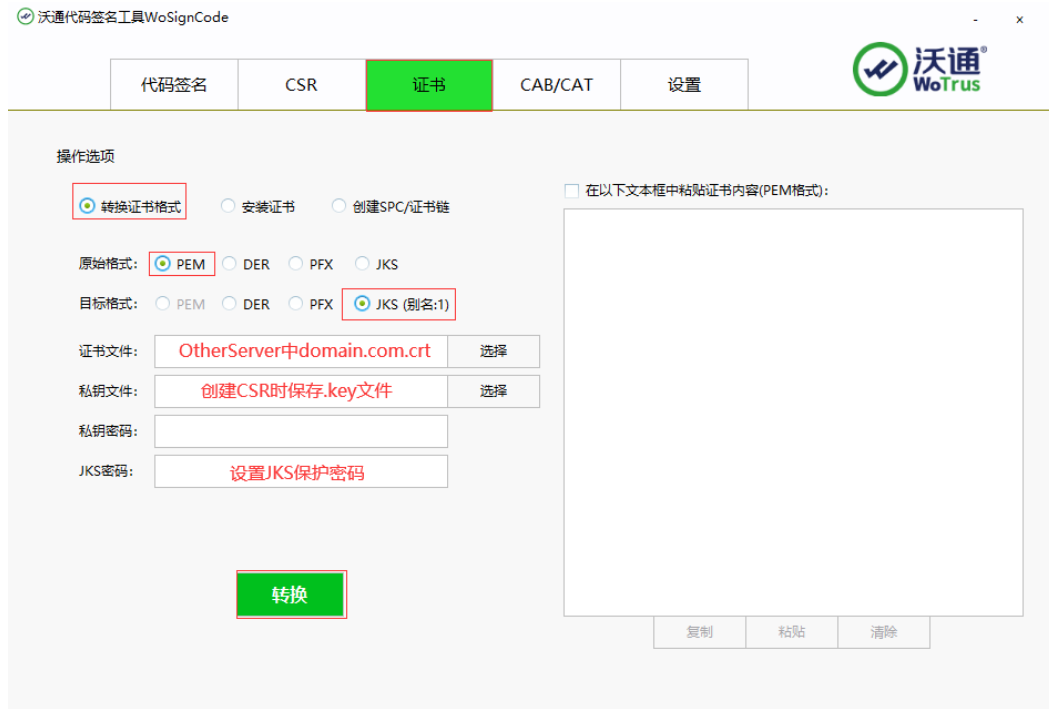 沃通代码签名工具WoSignCode
- x
代码签名 CSR 证书 CAB/CAT 设置
沃通®
WoTrus
操作选项
转换证书格式 安装证书 创建SPC/证书链
在以下文本框中粘贴证书内容(PEM格式):
原始格式: PEM DER PFX JKS
目标格式: PEM DER PFX JKS (别名:1)
证书文件: OtherServer中domain.com.crt 选择
私钥文件: 创建CSR时保存.key文件 选择
私钥密码:
JKS密码: 设置JKS保护密码
转换
复制 粘贴 清除